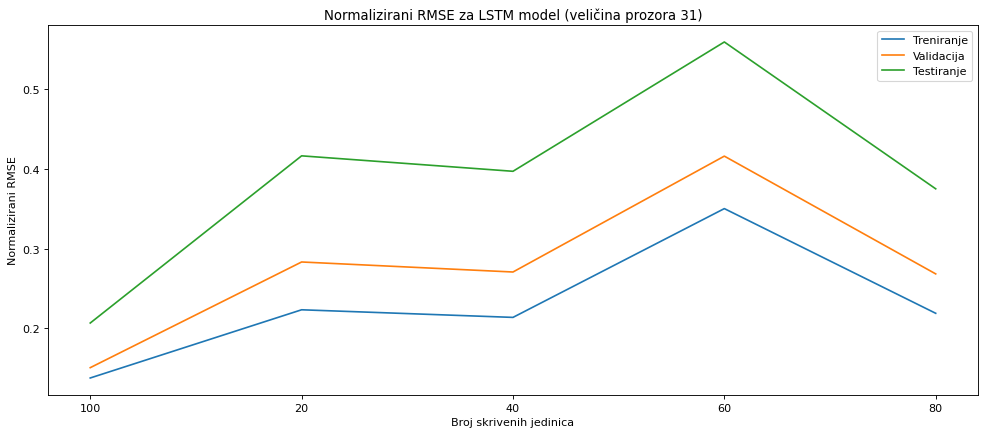 Normalizirani RMSE za LSTM model (veličina prozora 31)
Treniranje
Validacija
Testiranje
Normalizirani RMSE
0.5
0.4
0.3
0.2
100 20 40 60 80
Broj skrivenih jedinica